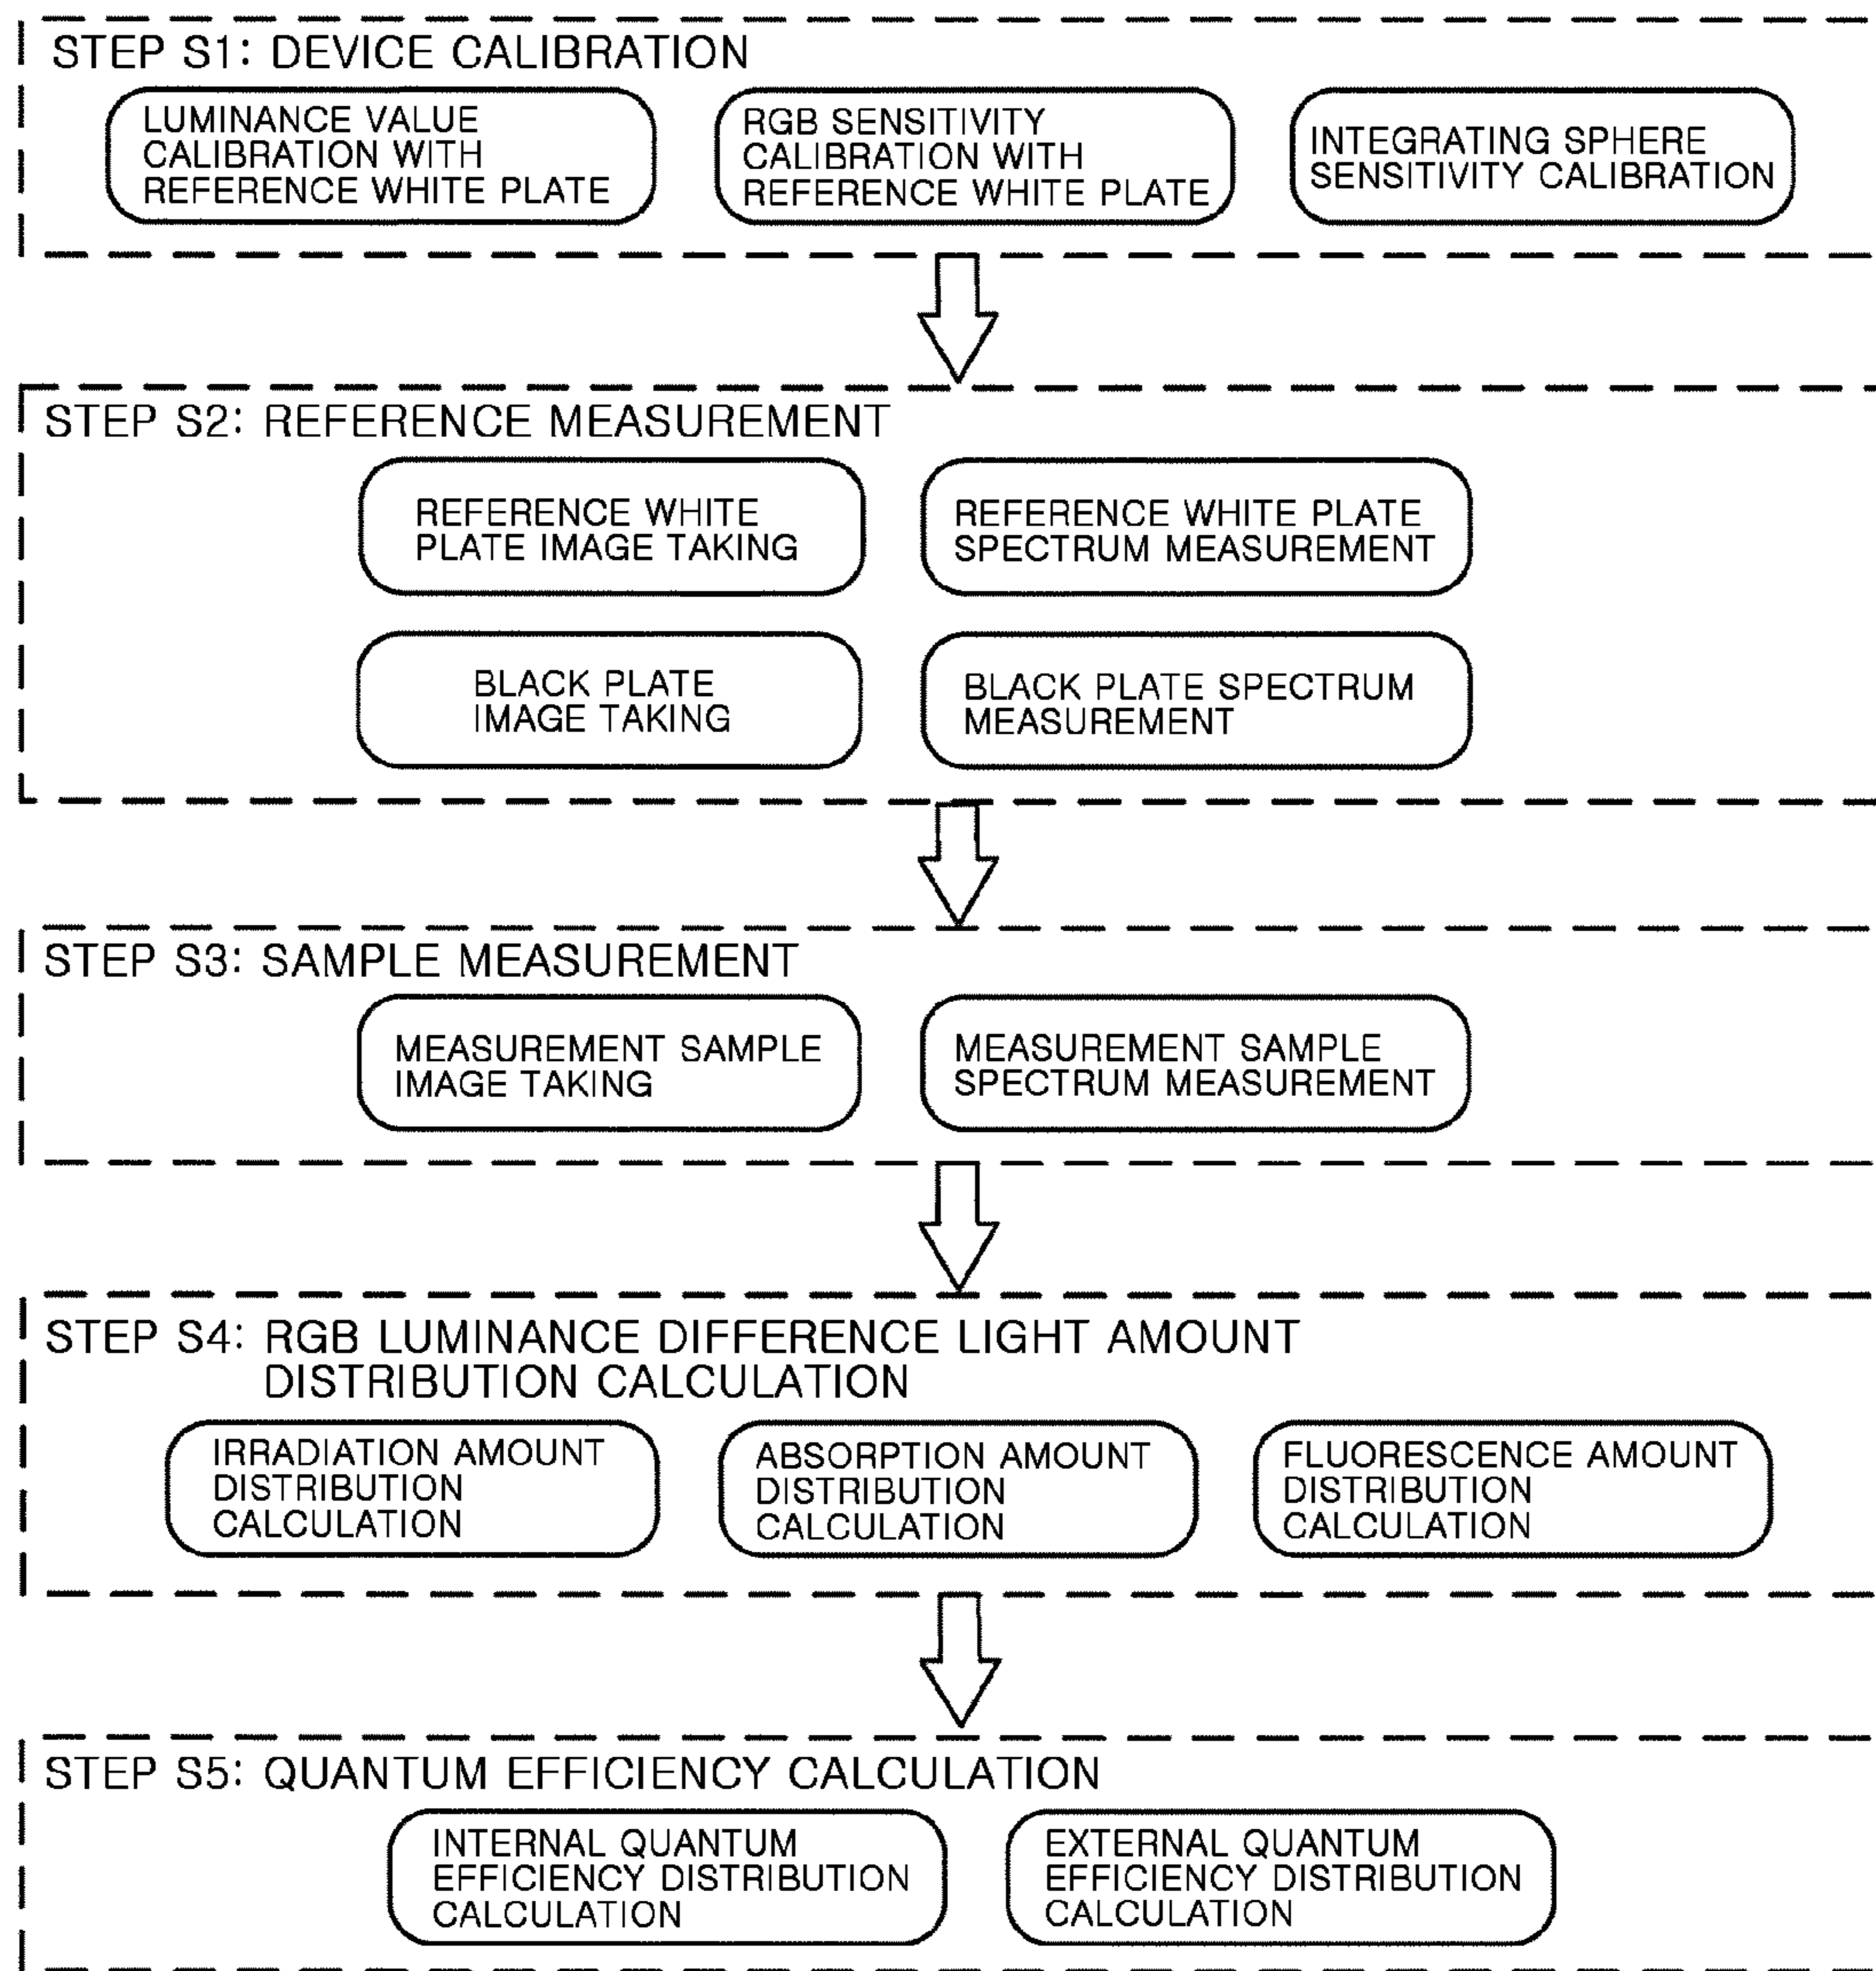 STEP S1: DEVICE CALIBRATION
LUMINANCE VALUE
CALIBRATION WITH
REFERENCE WHITE PLATE
RGB SENSITIVITY
CALIBRATION WITH
REFERENCE WHITE PLATE
INTEGRATING SPHERE
SENSITIVITY CALIBRATION
STEP S2: REFERENCE MEASUREMENT
REFERENCE WHITE
PLATE IMAGE TAKING
REFERENCE WHITE PLATE
SPECTRUM MEASUREMENT
BLACK PLATE
IMAGE TAKING
BLACK PLATE SPECTRUM
MEASUREMENT
STEP S3: SAMPLE MEASUREMENT
MEASUREMENT SAMPLE
IMAGE TAKING
MEASUREMENT SAMPLE
SPECTRUM MEASUREMENT
STEP S4: RGB LUMINANCE DIFFERENCE LIGHT AMOUNT
DISTRIBUTION CALCULATION
IRRADIATION AMOUNT
DISTRIBUTION
CALCULATION
ABSORPTION AMOUNT
DISTRIBUTION
CALCULATION
FLUORESCENCE AMOUNT
DISTRIBUTION
CALCULATION
STEP S5: QUANTUM EFFICIENCY CALCULATION
INTERNAL QUANTUM
EFFICIENCY DISTRIBUTION
CALCULATION
EXTERNAL QUANTUM
EFFICIENCY DISTRIBUTION
CALCULATION